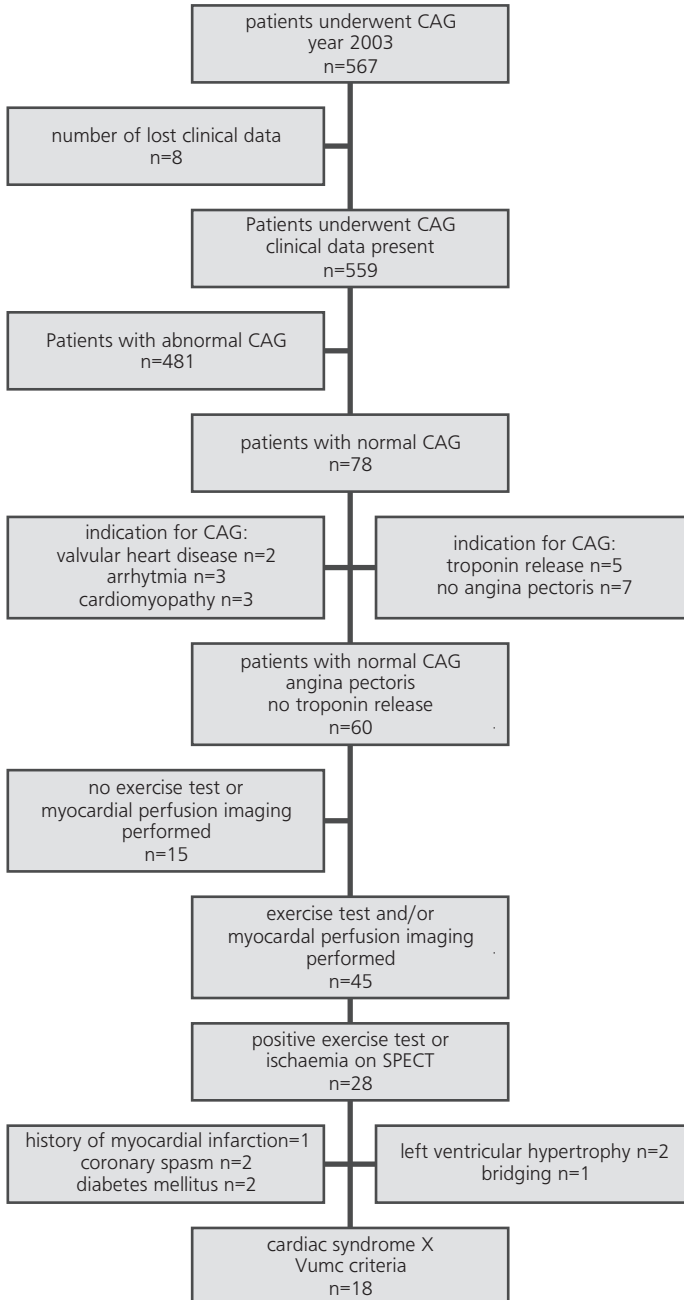 patients underwent CAG
year 2003
n=567
number of lost clinical data
n=8
Patients underwent CAG
clinical data present
n=559
Patients with abnormal CAG
n=481
patients with normal CAG
n=78
indication for CAG:
valvular heart disease n=2
arrhytmia n=3
cardiomyopathy n=3
indication for CAG:
troponin release n=5
no angina pectoris n=7
patients with normal CAG
angina pectoris
no troponin release
n=60
no exercise test or
myocardial perfusion imaging
performed
n=15
exercise test and/or
myocardal perfusion imaging
performed
n=45
positive exercise test or
ischaemia on SPECT
n=28
history of myocardial infarction=1
coronary spasm n=2
diabetes mellitus n=2
left ventricular hypertrophy n=2
bridging n=1
cardiac syndrome X
Vumc criteria
n=18